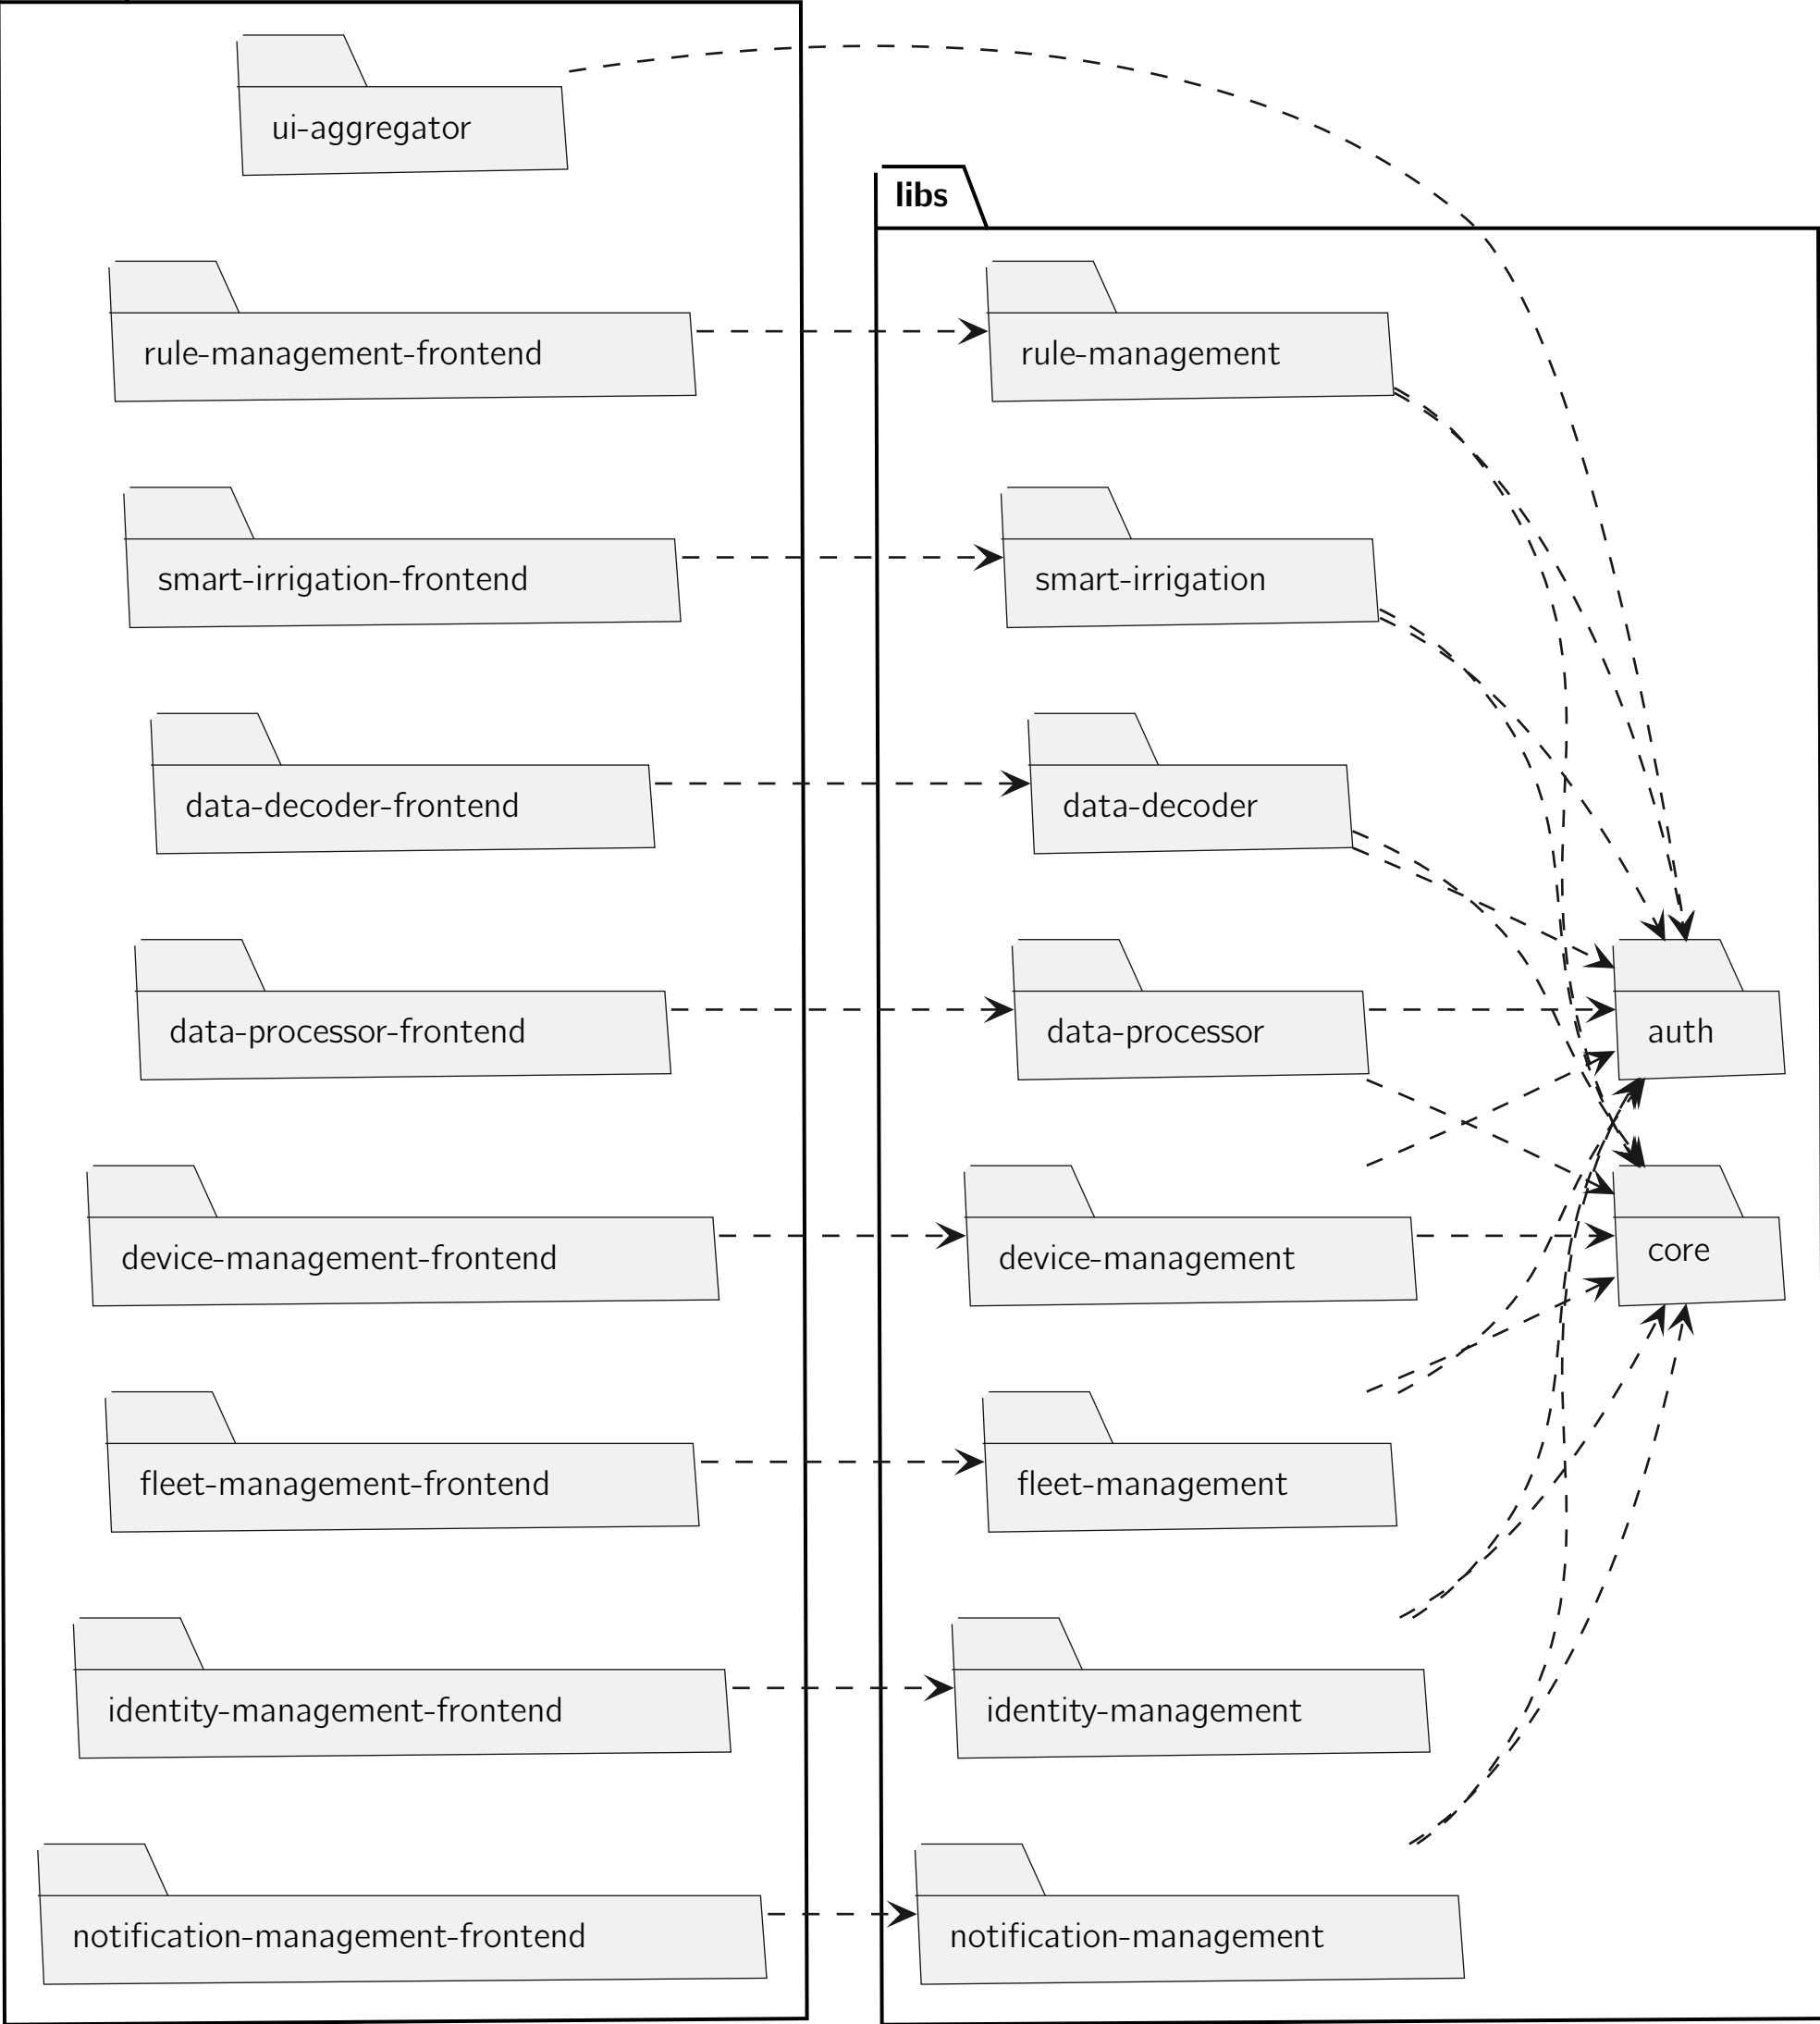 ui-aggregator
libs
rule-management-frontend
rule-management
smart-irrigation-frontend
smart-irrigation
data-decoder-frontend
data-decoder
data-processor-frontend
data-processor
auth
device-management-frontend
device-management
core
fleet-management-frontend
fleet-management
identity-management-frontend
identity-management
notification-management-frontend
notification-management